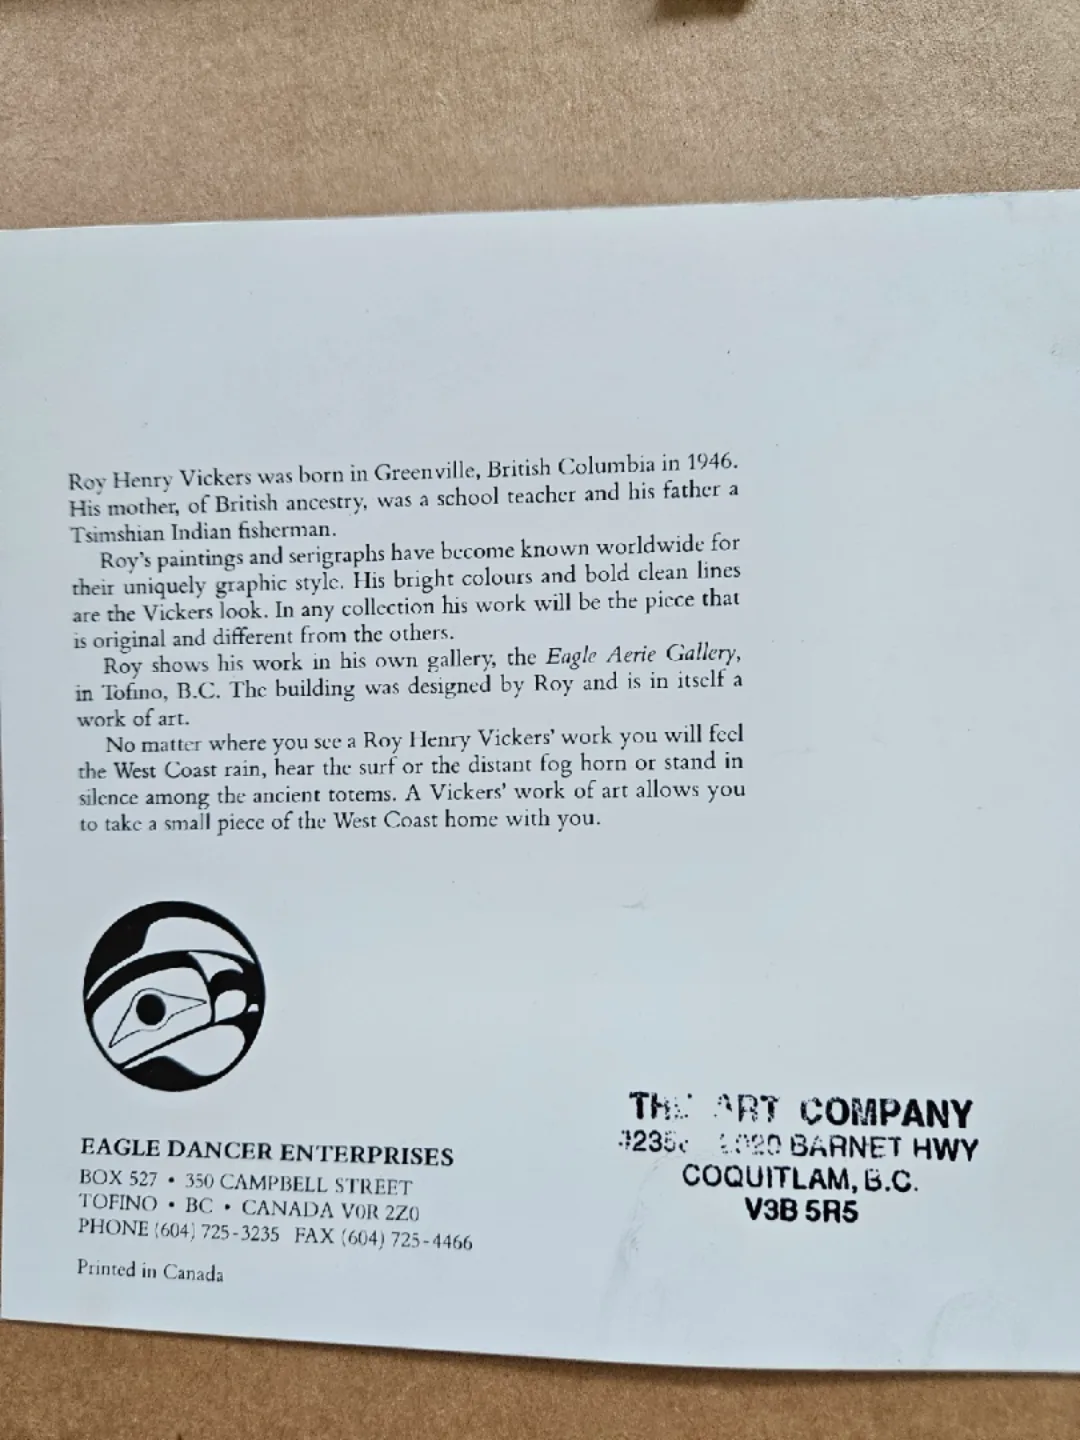 Roy Henry Vickers was born in Greenville, British Columbia in 1946.
His mother, of British ancestry, was a school teacher and his father a
Tsimshian Indian fisherman.
Roy's paintings and serigraphs have become known worldwide for
their uniquely graphic style. His bright colours and bold clean lines
are the Vickers look. In any collection his work will be the piece that
is original and different from the others.
Roy shows his work in his own gallery, the Eagle Aerie Gallery,
in Tofino, B.C. The building was designed by Roy and is in itself a
work of art.
No matter where you see a Roy Henry Vickers' work you will feel
the West Coast rain, hear the surf or the distant fog horn or stand in
silence among the ancient totems. A Vickers' work of art allows you
to take a small piece of the West Coast home with you.
EAGLE DANCER ENTERPRISES
BOX 527 • 350 CAMPBELL STREET
TOFINO • BC • CANADA V0R 2Z0
PHONE (604) 725-3235 FAX (604) 725-4466
Printed in Canada
THE ART COMPANY
BARNET HWY
COQUITLAM, B.C.
V3B 5R5